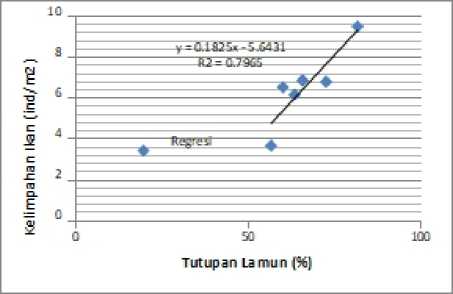 Kelimpahan Ikan (Ind/m2)
10
8
6
4
2
0
y = 0.1825x - 5.6431
R2 = 0.7965
Regresi
0
50
100
Tutupan Lamun (%)